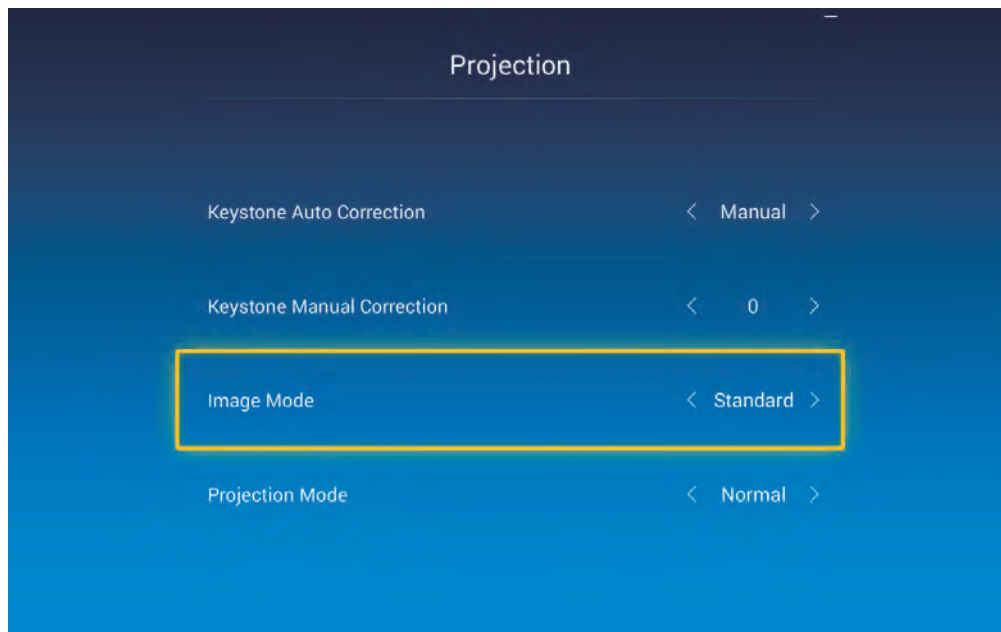 Projection
Keystone Auto Correction < Manual >
Keystone Manual Correction < 0 >
Image Mode < Standard >
Projection Mode < Normal >